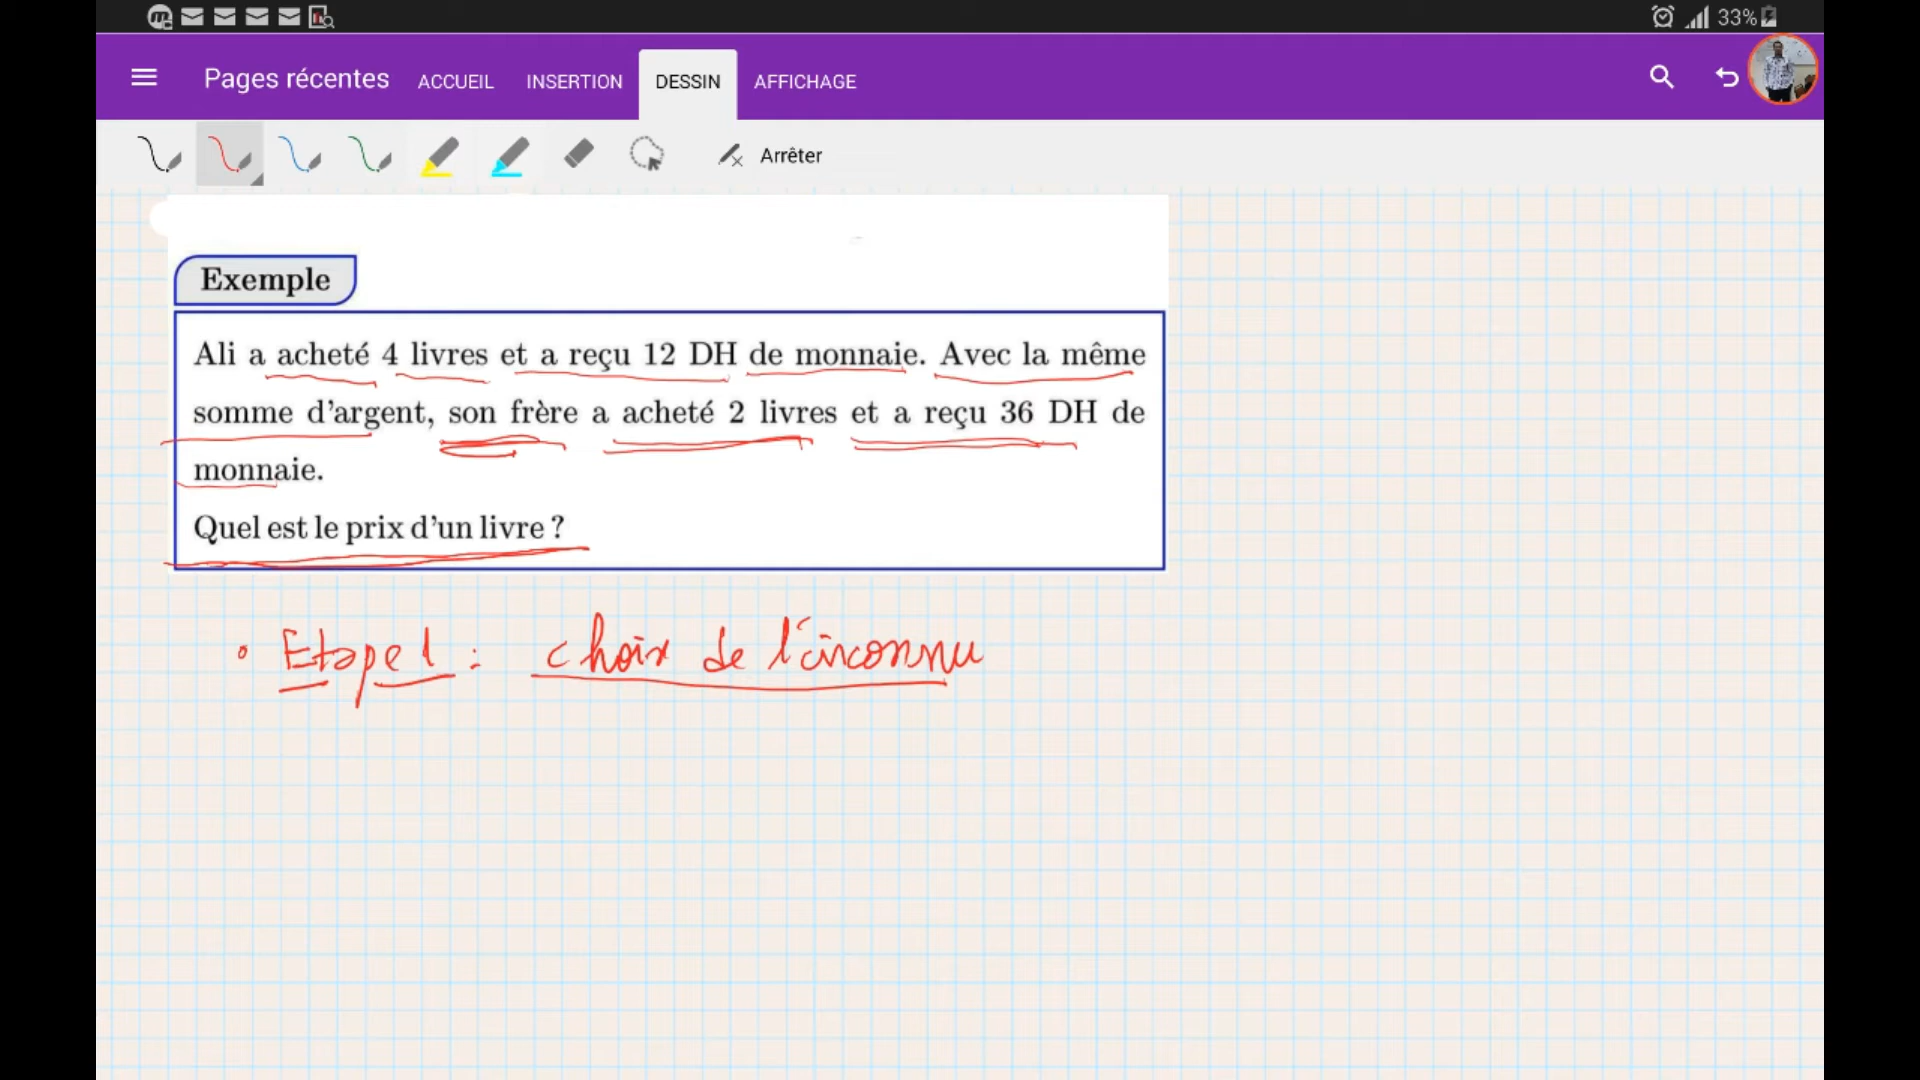 33%
Pages récentes ACCUEIL INSERTION DESSIN AFFICHAGE
Arrêter
Exemple
Ali a acheté 4 livres et a reçu 12 DH de monnaie. Avec la même
somme d'argent, son frère a acheté 2 livres et a reçu 36 DH de
monnaie.
Quel est le prix d'un livre ?
• Etape 1 : choix de l'inconnu